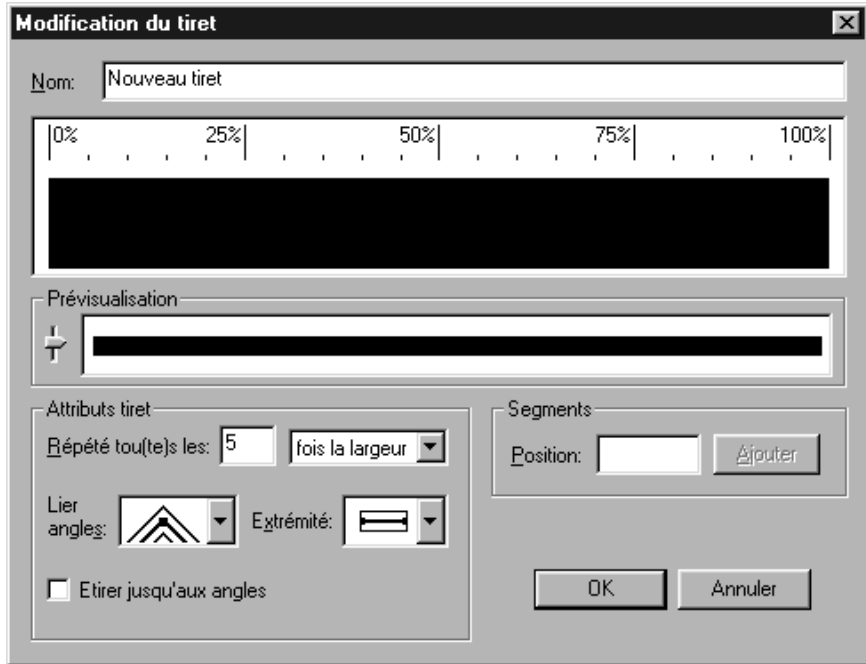 Modification du tiret
Nom: Nouveau tiret
0% 25% 50% 75% 100%
Prévisualisation
Attributs tiret
Répété tou(te)s les: 5 fois la largeur
Lier
angles:
Extrémité:
Etirer jusqu'aux angles
Segments
Position: Ajouter
OK Annuler